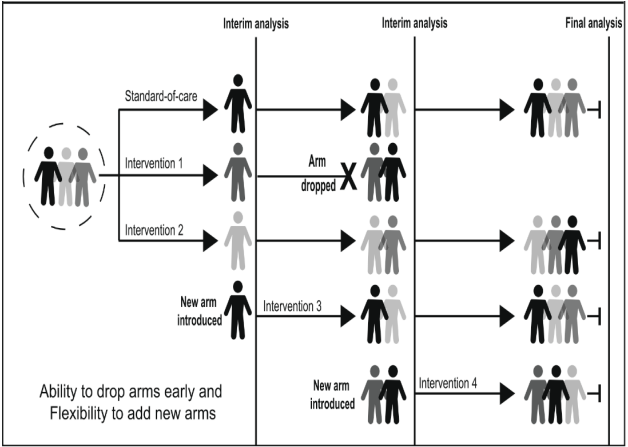 Interim analysis
Interim analysis
Final analysis
Standard-of-care
Intervention 1
Arm
dropped
Intervention 2
New arm
introduced
Intervention 3
New arm
introduced
Intervention 4
Ability to drop arms early and
Flexibility to add new arms